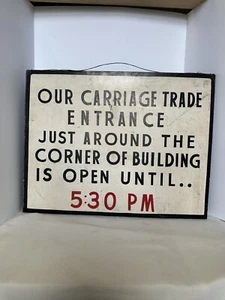 OUR CARRIAGE TRADE
ENTRANCE
JUST AROUND THE
CORNER OF BUILDING
IS OPEN UNTIL..
5:30 PM